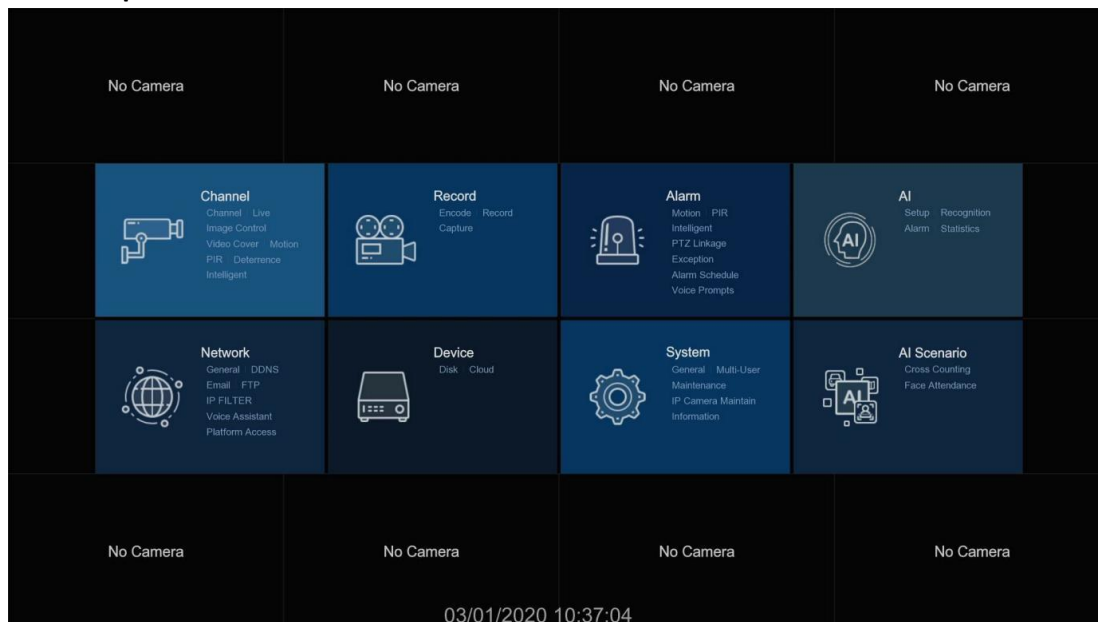 No Camera
No Camera
No Camera
No Camera
Channel
Channel Live
Image Control
Video Cover Motion
PIR Deterrence
Intelligent
Record
Encode Record
Capture
Alarm
Motion PIR
Intelligent
PTZ Linkage
Exception
Alarm Schedule
Voice Prompts
AI
AI
Setup Recognition
Alarm Statistics
Network
General DDNS
Email FTP
IP FILTER
Voice Assistant
Platform Access
Device
Disk Cloud
System
General Multi-User
Maintenance
IP Camera Maintain
Information
AI
AI Scenario
Cross Counting
Face Attendance
No Camera
No Camera
No Camera
No Camera
03/01/2020 10:37:04